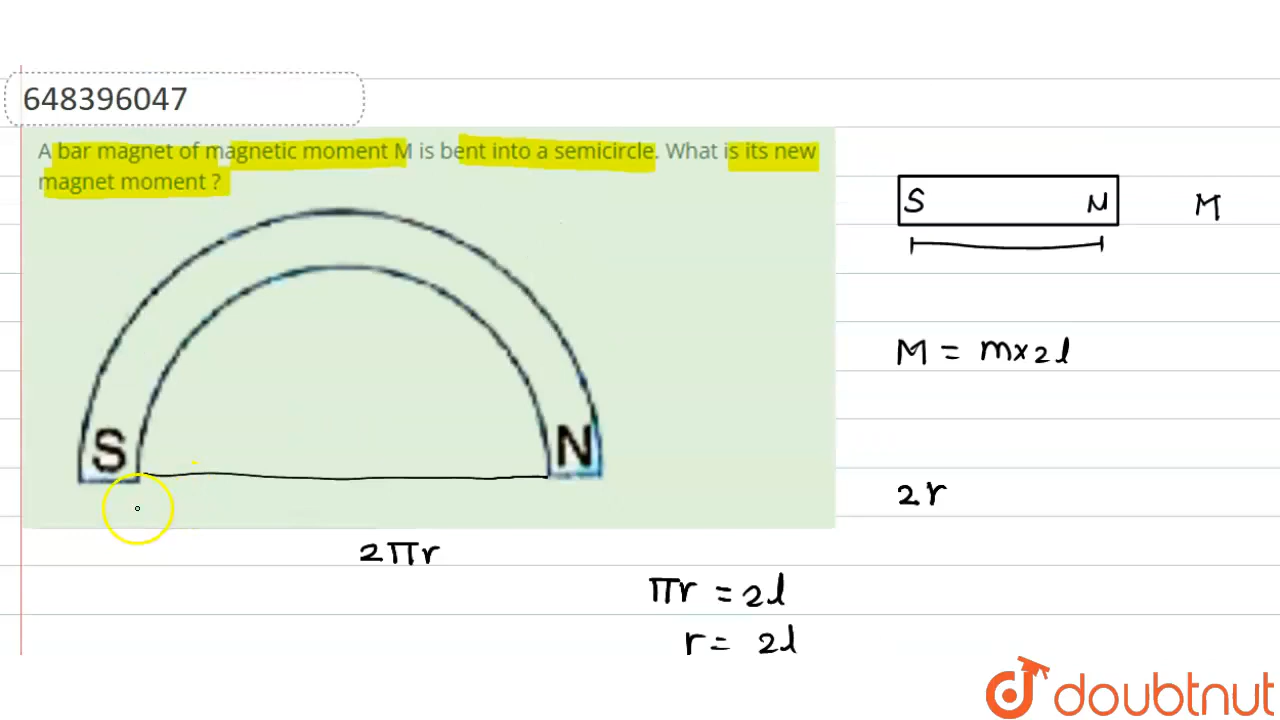 648396047
A bar magnet of magnetic moment M is bent into a semicircle. What is its new
magnet moment ?
S N M
M = m×2l
S N
2r
2πr
πr = 2l
r = 2l
doubtnut